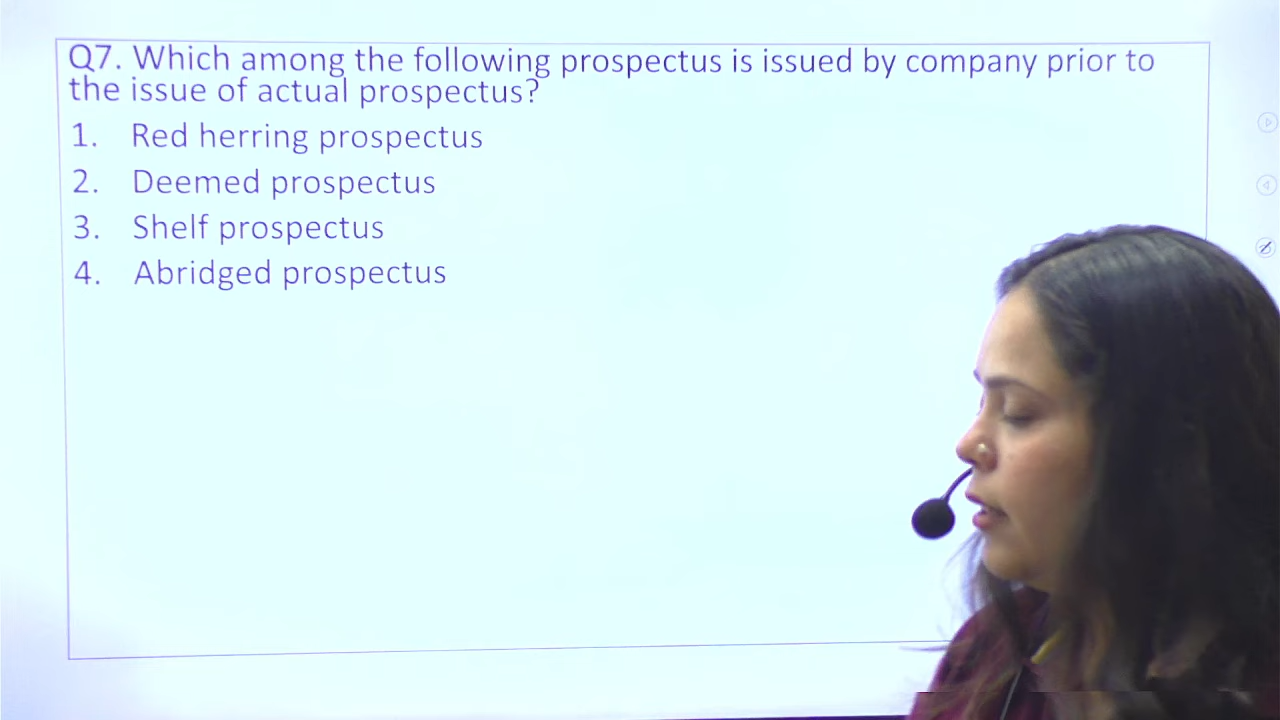 Q7. Which among the following prospectus is issued by company prior to
the issue of actual prospectus?
1. Red herring prospectus
2. Deemed prospectus
3. Shelf prospectus
4. Abridged prospectus